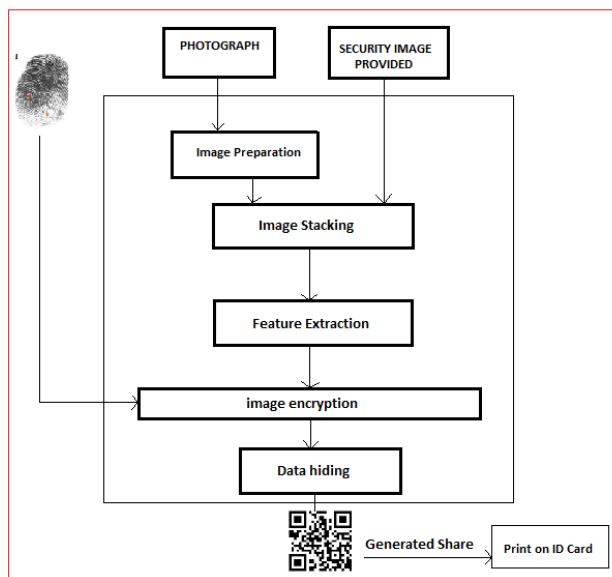 PHOTOGRAPH
SECURITY IMAGE
PROVIDED
Image Preparation
Image Stacking
Feature Extraction
image encryption
Data hiding
Generated Share
Print on ID Card